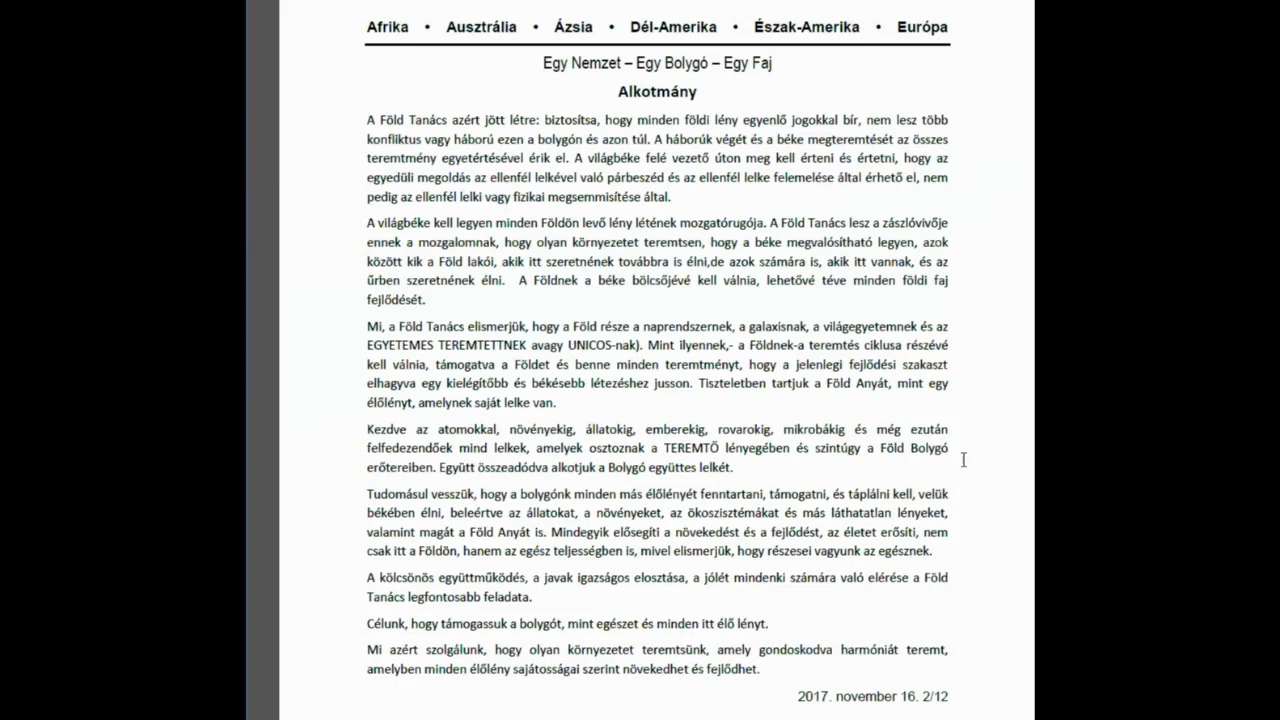 Afrika • Ausztrália • Ázsia • Dél-Amerika • Észak-Amerika • Európa
Egy Nemzet – Egy Bolygó – Egy Faj
Alkotmány
A Föld Tanács azért jött létre: biztosítsa, hogy minden földi lény egyenlő jogokkal bír, nem lesz több
konfliktus vagy háború ezen a bolygón és azon túl. A háborúk végét és a béke megteremtését az összes
teremtmény egyetértésével érik el. A világbéke felé vezető úton meg kell érteni és értetni, hogy az
egyedüli megoldás az ellenfél lelkével való párbeszéd és az ellenfél lelke felemelése által érhető el, nem
pedig az ellenfél lelki vagy fizikai megsemmisítése által.
A világbéke kell legyen minden Földön levő lény létének mozgatórugója. A Föld Tanács lesz a zászlóvivője
ennek a mozgalomnak, hogy olyan környezetet teremtsen, hogy a béke megvalósítható legyen, azok
között kik a Föld lakói, akik itt szeretnének továbbra is élni,de azok számára is, akik itt vannak, és az
űrben szeretnének élni. A Földnek a béke bölcsőjévé kell válnia, lehetővé téve minden földi faj
fejlődését.
Mi, a Föld Tanács elismerjük, hogy a Föld része a naprendszernek, a galaxisnak, a világegyetemnek és az
EGYETEMES TEREMTETTNEK avagy UNICOS-nak). Mint ilyennek,- a Földnek-a teremtés ciklusa részévé
kell válnia, támogatva a Földet és benne minden teremtményt, hogy a jelenlegi fejlődési szakaszt
elhagyva egy kielégítőbb és békésebb létezéshez jusson. Tiszteletben tartjuk a Föld Anyát, mint egy
élőlényt, amelynek saját lelke van.
Kezdve az atomokkal, növényekig, állatokig, emberekig, rovarokig, mikrobákig és még ezután
felfedezendőek mind lelkek, amelyek osztoznak a TEREMTŐ lényegében és szintúgy a Föld Bolygó
erőtereiben. Együtt összeadódva alkotjuk a Bolygó együttes lelkét.
Tudomásul vesszük, hogy a bolygónk minden más élőlényét fenntartani, támogatni, és táplálni kell, velük
békében élni, beleértve az állatokat, a növényeket, az ökoszisztémákat és más láthatatlan lényeket,
valamint magát a Föld Anyát is. Mindegyik elősegíti a növekedést és a fejlődést, az életet erősíti, nem
csak itt a Földön, hanem az egész teljességben is, mivel elismerjük, hogy részesei vagyunk az egésznek.
A kölcsönös együttműködés, a javak igazságos elosztása, a jólét mindenki számára való elérése a Föld
Tanács legfontosabb feladata.
Célunk, hogy támogassuk a bolygót, mint egészet és minden itt élő lényt.
Mi azért szolgálunk, hogy olyan környezetet teremtsünk, amely gondoskodva harmóniát teremt,
amelyben minden élőlény sajátosságai szerint növekedhet és fejlődhet.
2017. november 16. 2/12